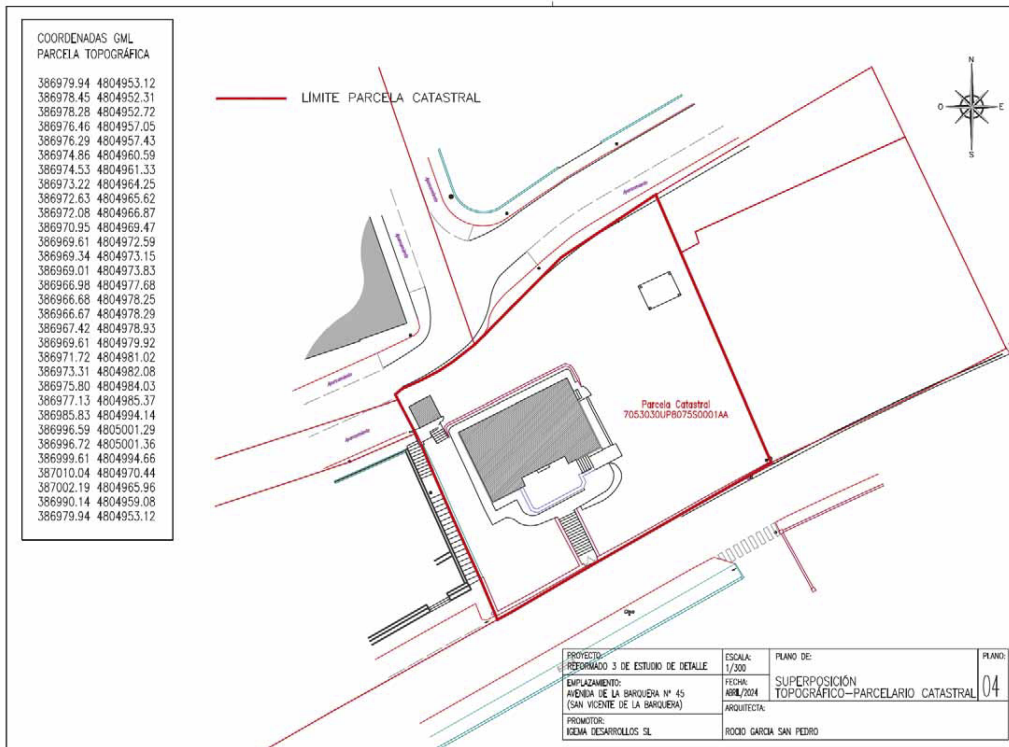 COORDENADAS GML
PARCELA TOPOGRÁFICA
386979.94 4804953.12
386978.45 4804952.31
386978.28 4804952.72
386976.46 4804957.05
386976.29 4804957.43
386974.86 4804960.59
386974.53 4804961.33
386973.22 4804964.25
386972.63 4804965.62
386972.08 4804966.87
386970.95 4804969.47
386969.61 4804972.59
386969.34 4804973.15
386969.01 4804973.83
386966.98 4804977.68
386966.68 4804978.25
386966.67 4804978.29
386967.42 4804978.93
386969.61 4804979.92
386971.72 4804981.02
386973.31 4804982.08
386975.80 4804984.03
386977.13 4804985.37
386985.83 4804994.14
386996.59 4805001.29
386996.72 4805001.36
386999.61 4804994.66
387010.04 4804970.44
387002.19 4804965.96
386990.14 4804959.08
386979.94 4804953.12
LÍMITE PARCELA CATASTRAL
N
O
E
S
Aparcamiento
Aparcamiento
Aparcamiento
Aparcamiento
Aparcamiento
Parcela Catastral
7053030UP8075S0001AA
PROYECTO:
REFORMADO 3 DE ESTUDIO DE DETALLE
EMPLAZAMIENTO:
AVENIDA DE LA BARQUERA Nº 45
(SAN VICENTE DE LA BARQUERA)
PROMOTOR:
IGEMA DESARROLLOS SL
ESCALA:
1/300
FECHA:
ABRIL/2024
PLANO DE:
SUPERPOSICIÓN
TOPOGRÁFICO-PARCELARIO CATASTRAL
PLANO:
04
ARQUITECTA:
ROCIO GARCIA SAN PEDRO